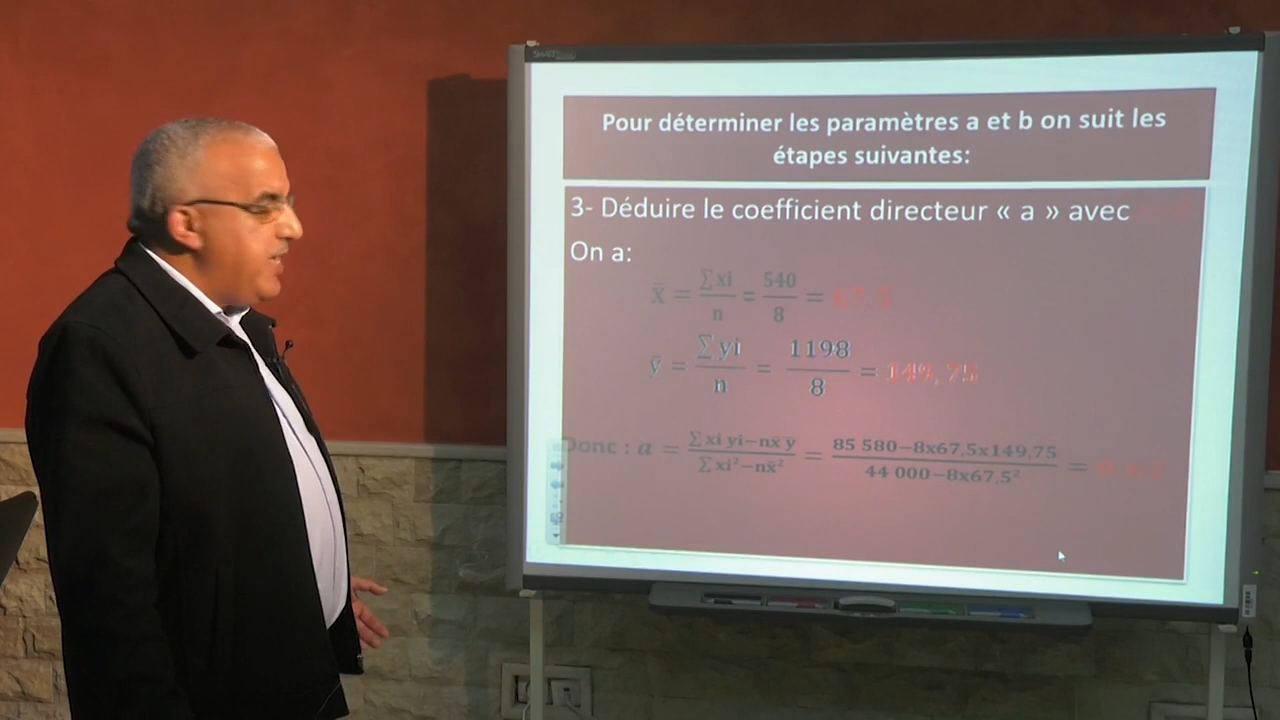 Pour déterminer les paramètres a et b on suit les
étapes suivantes:
3- Déduire le coefficient directeur « a » avec
On a:
x̄ = ∑xi/n = 540/8 = 67,5
ȳ = ∑yi/n = 1198/8 = 149,75
Donc : a = (∑xi yi−nx̄ ȳ)/(∑xi²−nx̄²) = (85 580−8x67,5x149,75)/(44 000−8x67,5²) =